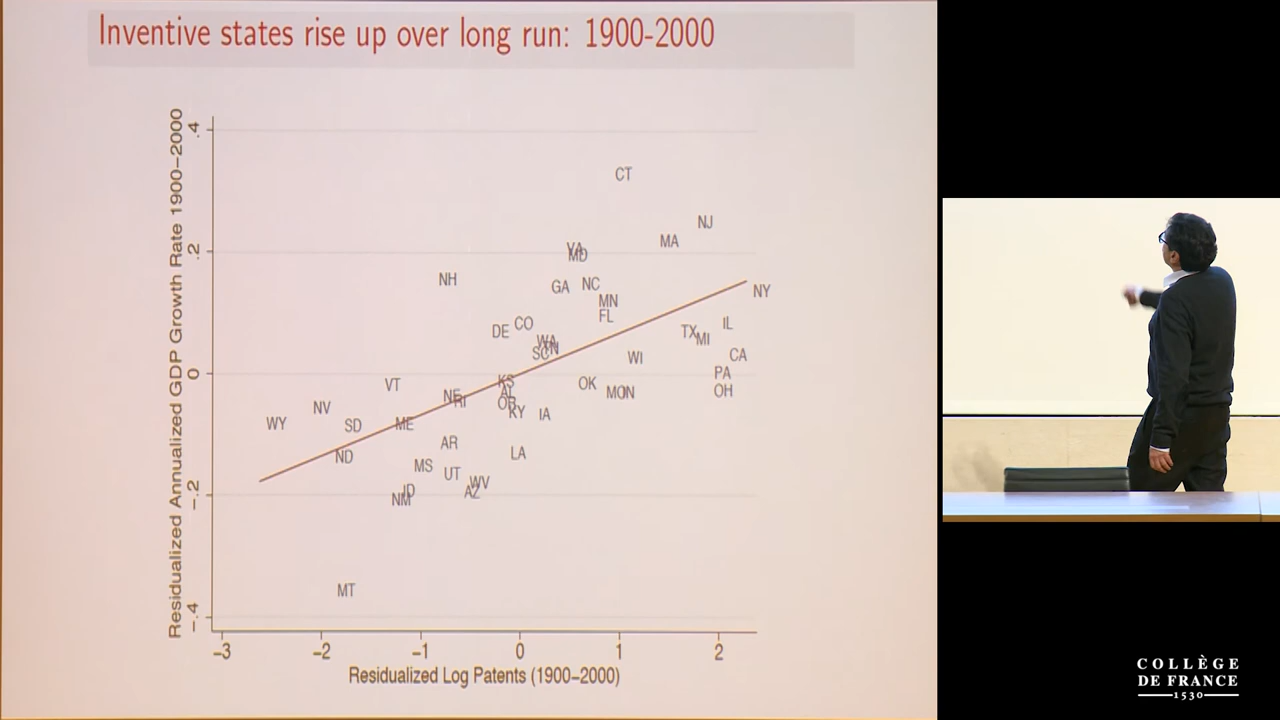 Inventive states rise up over long run: 1900-2000
Residualized Annualized GDP Growth Rate 1900–2000
.4
.2
0
–.2
–.4
CT
NJ
MA
VA
MD
NH
GA
NC
NY
MN
FL
CO
DE
IL
TX
MI
WA
SC
WI
CA
PA
KS
OK
OH
VT
NE
RI
AL
OR
KY
IA
NV
WY
SD
ME
AR
LA
ND
MS
UT
WV
AZ
ID
NM
MT
–3
–2
–1
0
1
2
Residualized Log Patents (1900–2000)
COLLÈGE
DE FRANCE
1530